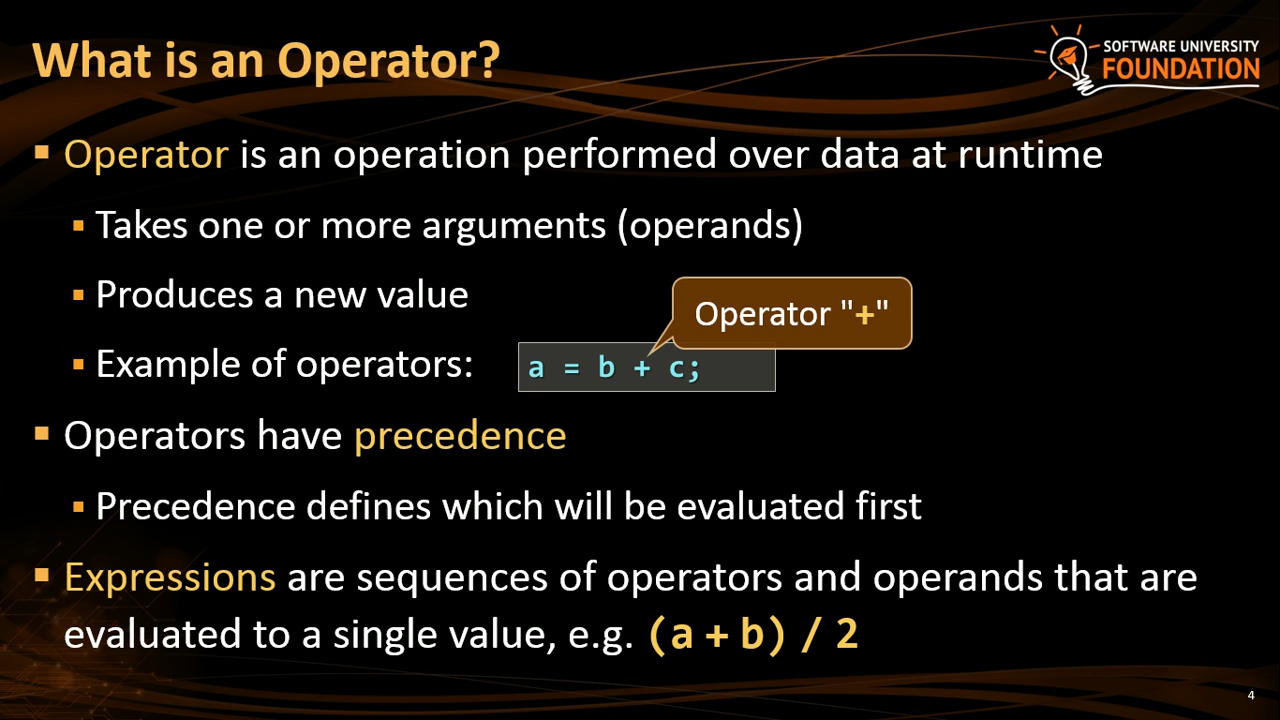 What is an Operator?
SOFTWARE UNIVERSITY
FOUNDATION
Operator is an operation performed over data at runtime
Takes one or more arguments (operands)
Produces a new value
Operator "+"
Example of operators:
a = b + c;
Operators have precedence
Precedence defines which will be evaluated first
Expressions are sequences of operators and operands that are
evaluated to a single value, e.g. (a + b) / 2
4